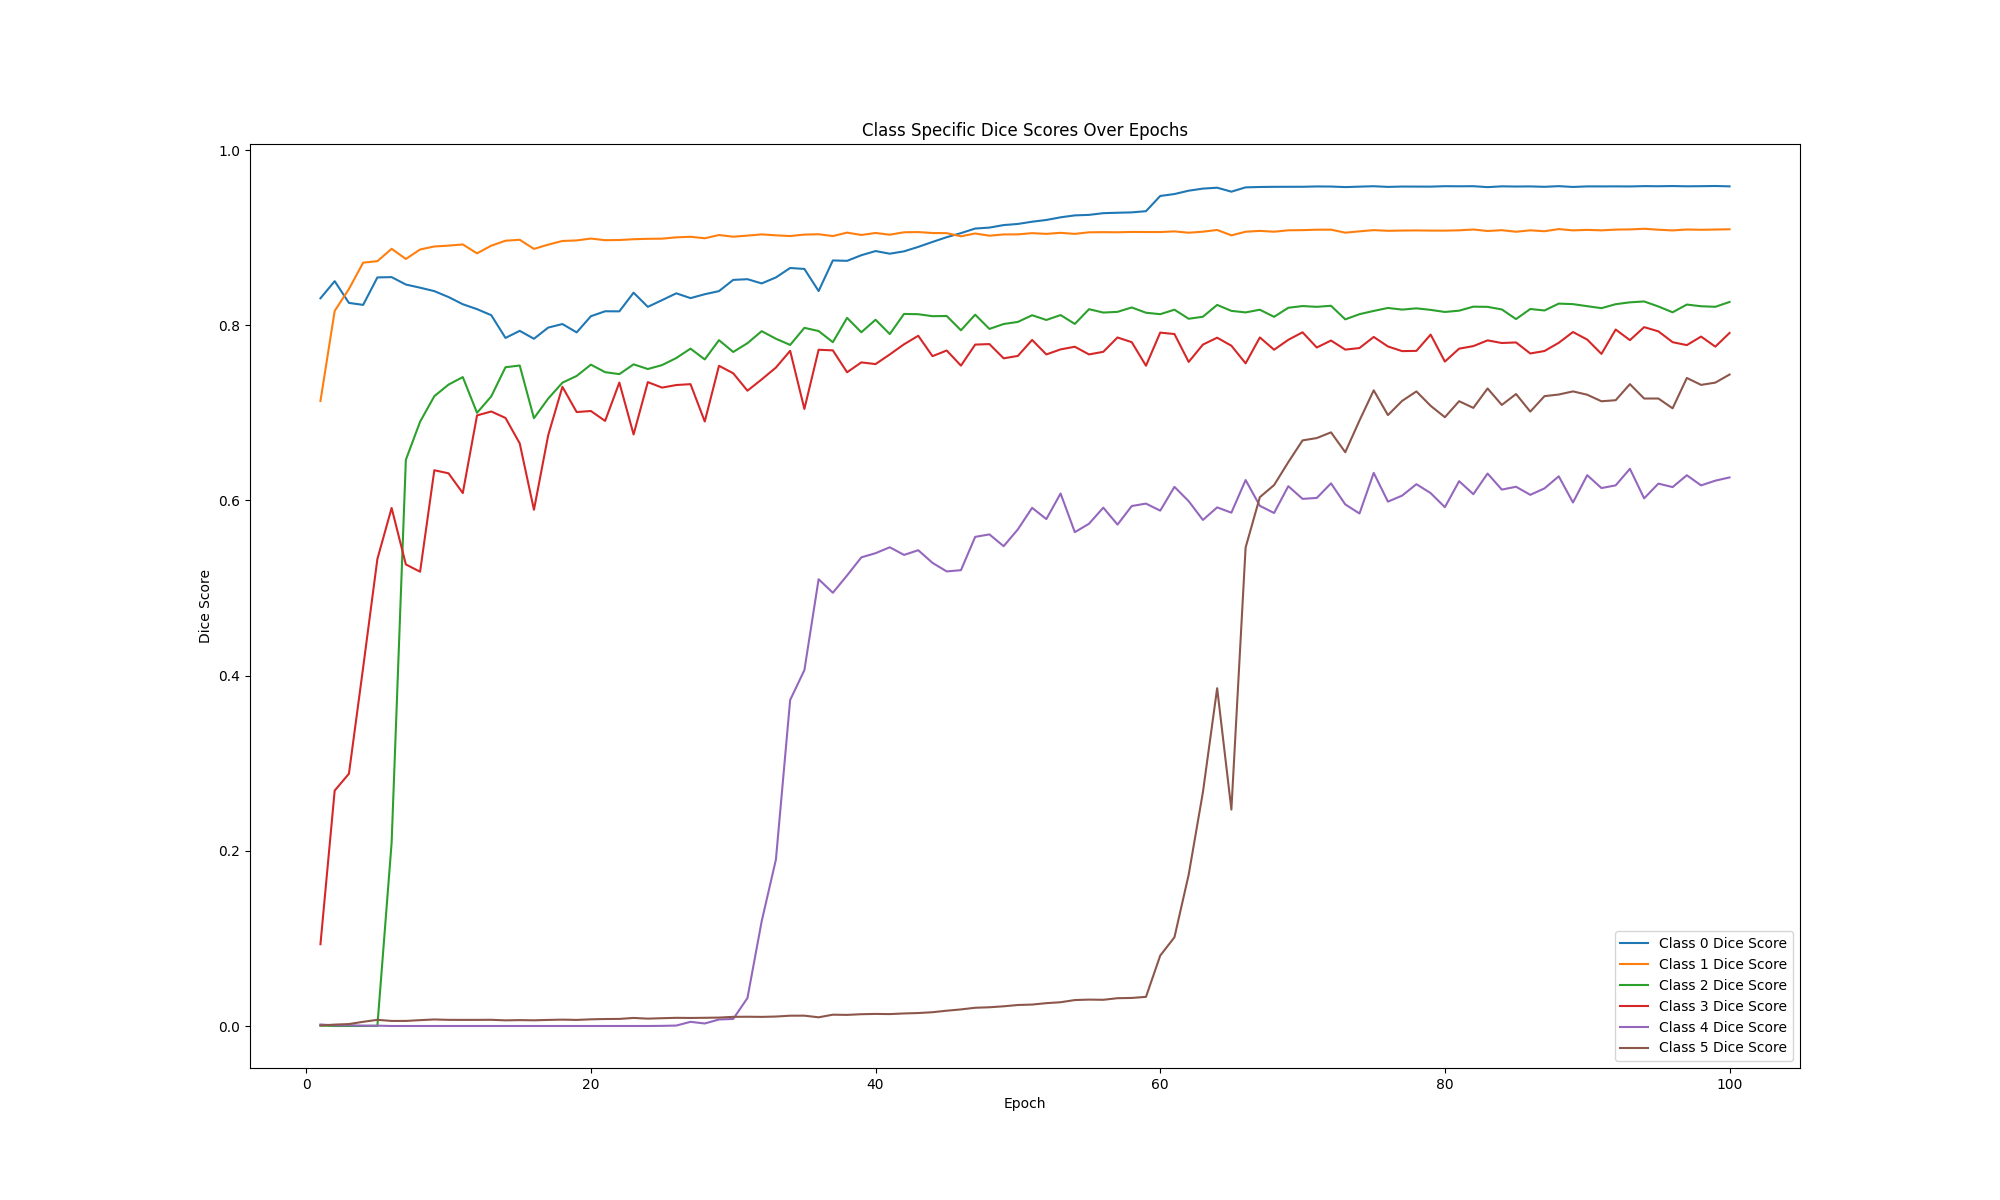 Class Specific Dice Scores Over Epochs
1.0
0.8
0.6
0.4
0.2
0.0
Dice Score
0 20 40 60 80 100
Epoch
Class 0 Dice Score
Class 1 Dice Score
Class 2 Dice Score
Class 3 Dice Score
Class 4 Dice Score
Class 5 Dice Score